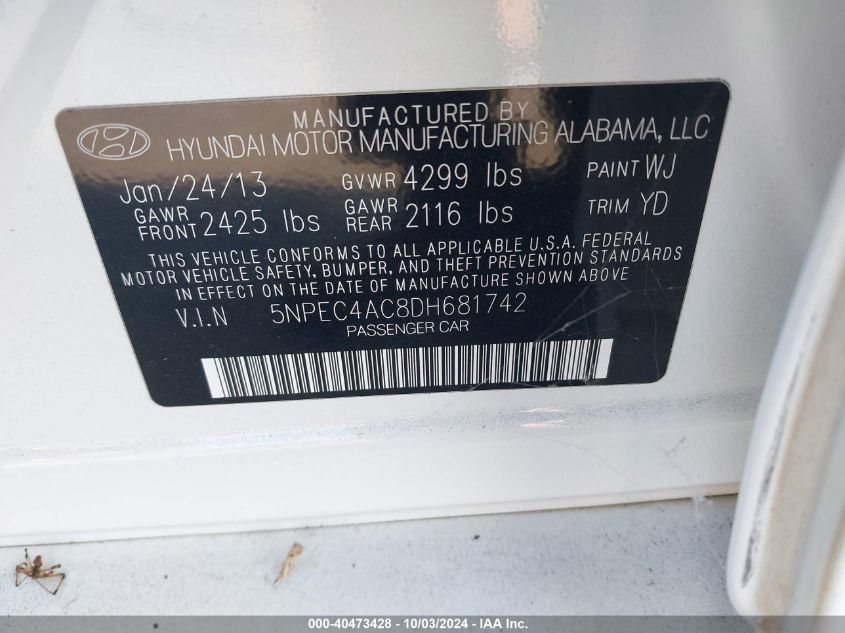 MANUFACTURED BY
HYUNDAI MOTOR MANUFACTURING ALABAMA, LLC
Jan/24/13 GVWR 4299 lbs PAINT WJ
GAWR FRONT 2425 lbs GAWR REAR 2116 lbs TRIM YD
THIS VEHICLE CONFORMS TO ALL APPLICABLE U.S.A. FEDERAL
MOTOR VEHICLE SAFETY, BUMPER, AND THEFT PREVENTION STANDARDS
IN EFFECT ON THE DATE OF MANUFACTURE SHOWN ABOVE
V.I.N 5NPEC4AC8DH681742
PASSENGER CAR
000-40473428 - 10/03/2024 - IAA Inc.